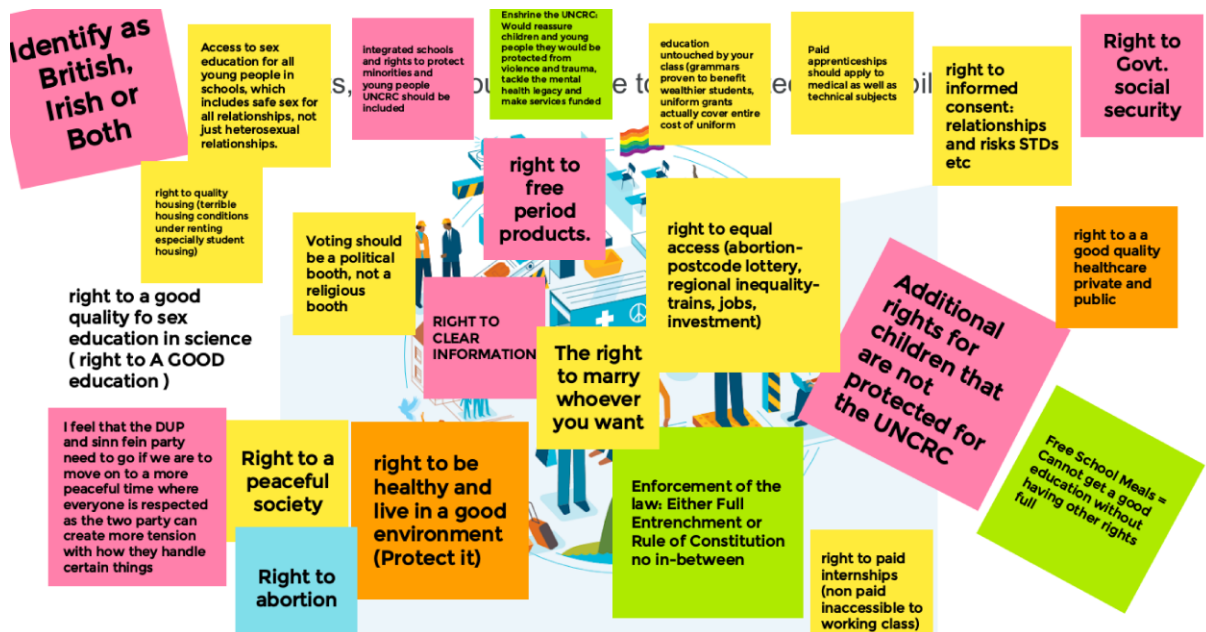 Identify as
British,
Irish or
Both
Access to sex
education for all
young people in
schools, which
includes safe sex for
all relationships, not
just heterosexual
relationships.
integrated schools
and rights to protect
minorities and
young people
UNCRC should be
included
Enshrine the UNCRC:
Would reassure
children and young
people they would be
protected from
violence and trauma,
tackle the mental
health legacy and
make services funded
education
untouched by your
class (grammars
proven to benefit
wealthier students,
uniform grants
actually cover entire
cost of uniform
Paid
apprenticeships
should apply to
medical as well as
technical subjects
right to
informed
consent:
relationships
and risks STDs
etc
Right to
Govt.
social
security
right to quality
housing (terrible
housing conditions
under renting
especially student
housing)
Voting should
be a political
booth, not a
religious
booth
right to
free
period
products.
right to equal
access (abortion-
postcode lottery,
regional inequality-
trains, jobs,
investment)
right to a a
good quality
healthcare
private and
public
right to a good
quality fo sex
education in science
( right to A GOOD
education )
RIGHT TO
CLEAR
INFORMATION
The right
to marry
whoever
you want
Additional
rights for
children that
are not
protected for
the UNCRC
I feel that the DUP
and sinn fein party
need to go if we are to
move on to a more
peaceful time where
everyone is respected
as the two party can
create more tension
with how they handle
certain things
Right to a
peaceful
society
right to be
healthy and
live in a good
environment
(Protect it)
Enforcement of the
law: Either Full
Entrenchment or
Rule of Constitution
no in-between
Free School Meals =
Cannot get a good
education without
having other rights
full
Right to
abortion
right to paid
internships
(non paid
inaccessible to
working class)